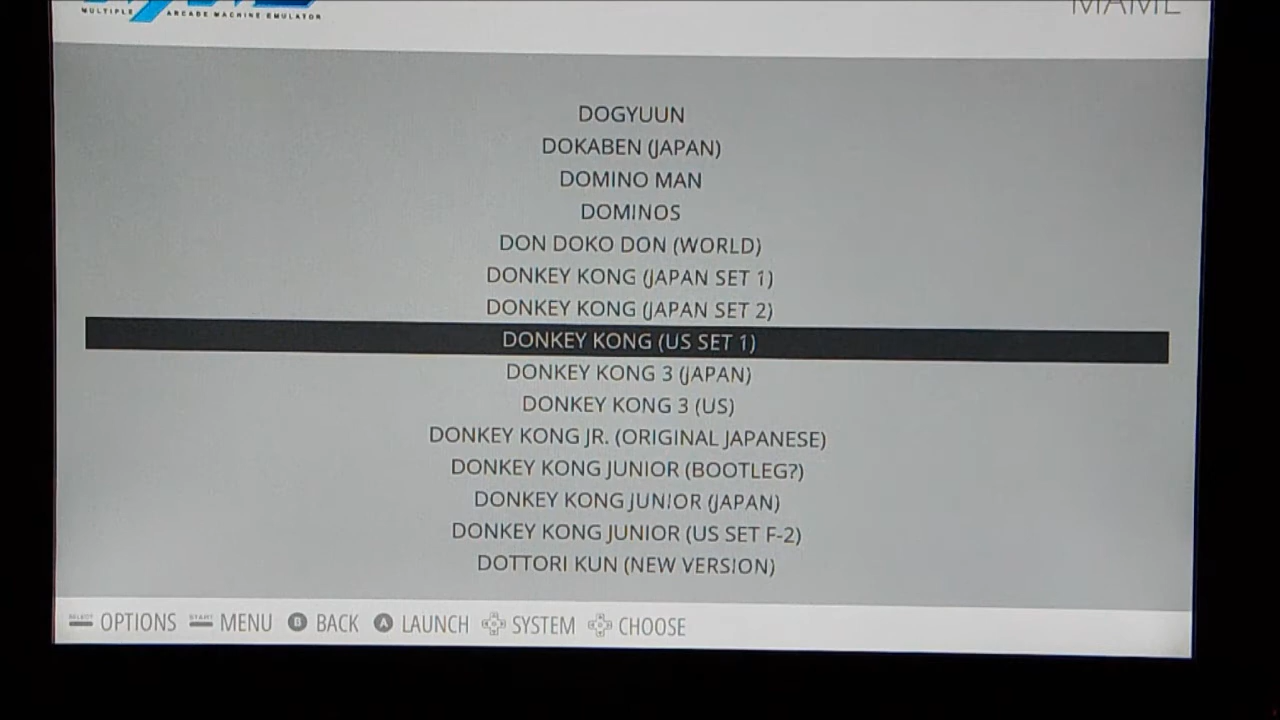 MULTIPLE ARCADE MACHINE EMULATOR
MAME
DOGYUUN
DOKABEN (JAPAN)
DOMINO MAN
DOMINOS
DON DOKO DON (WORLD)
DONKEY KONG (JAPAN SET 1)
DONKEY KONG (JAPAN SET 2)
DONKEY KONG (US SET 1)
DONKEY KONG 3 (JAPAN)
DONKEY KONG 3 (US)
DONKEY KONG JR. (ORIGINAL JAPANESE)
DONKEY KONG JUNIOR (BOOTLEG?)
DONKEY KONG JUNIOR (JAPAN)
DONKEY KONG JUNIOR (US SET F-2)
DOTTORI KUN (NEW VERSION)
SELECT OPTIONS START MENU B BACK A LAUNCH SYSTEM CHOOSE